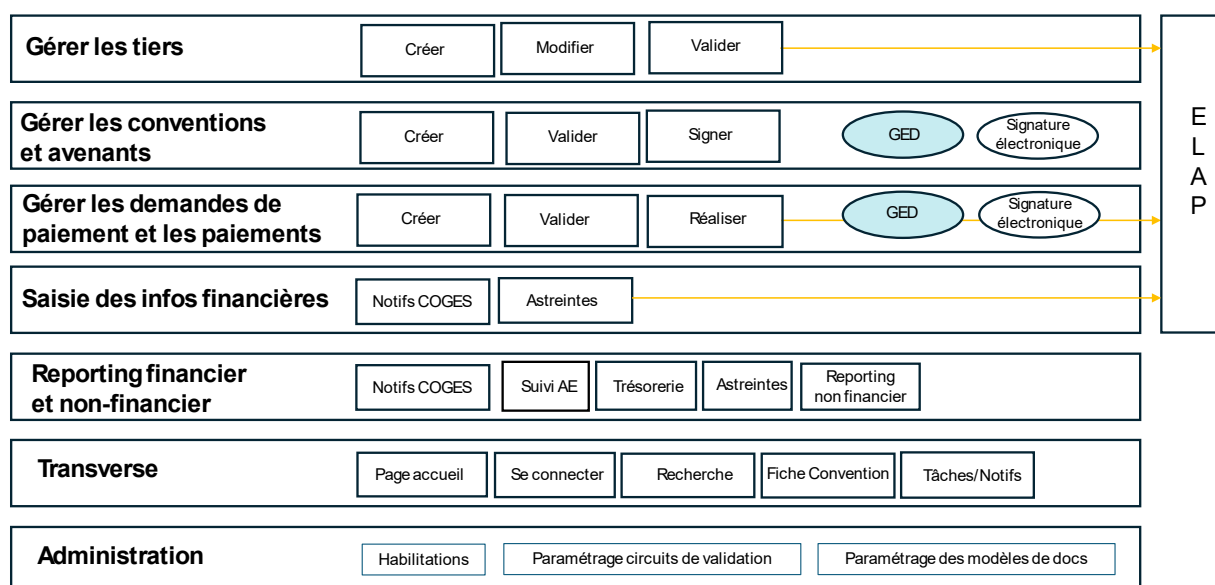 Gérer les tiers
Créer
Modifier
Valider
Gérer les conventions
et avenants
Créer
Valider
Signer
GED
Signature
électronique
Gérer les demandes de
paiement et les paiements
Créer
Valider
Réaliser
GED
Signature
électronique
Saisie des infos financières
Notifs COGES
Astreintes
E
L
A
P
Reporting financier
et non-financier
Notifs COGES
Suivi AE
Trésorerie
Astreintes
Reporting
non financier
Transverse
Page accueil
Se connecter
Recherche
Fiche Convention
Tâches/Notifs
Administration
Habilitations
Paramétrage circuits de validation
Paramétrage des modèles de docs